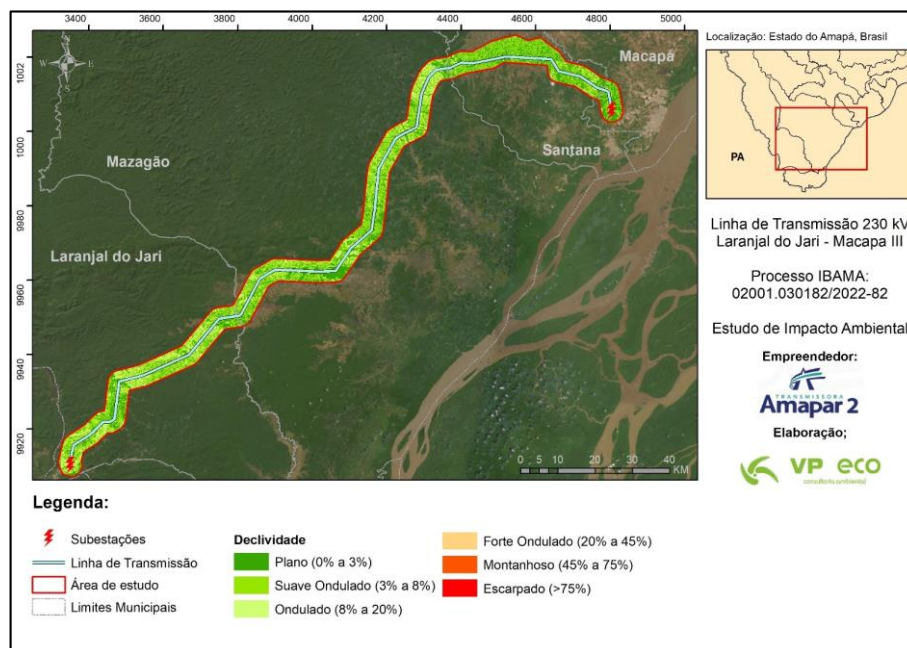 3400 3600 3800 4000 4200 4400 4600 4800 5000
Localização: Estado do Amapá, Brasil
1002
1000
9980
9960
9940
9920
N
W
E
S
Macapá
Santana
Mazagão
Laranjal do Jari
PA
0 5 10 20 30 40
KM
Linha de Transmissão 230 kV
Laranjal do Jari - Macapa III
Processo IBAMA:
02001.030182/2022-82
Estudo de Impacto Ambiental
Empreendedor:
TRANSMISSORA
Amapar 2
Elaboração;
VP eco
consultoria ambiental
Legenda:
Subestações
Linha de Transmissão
Área de estudo
Limites Municipais
Declividade
Plano (0% a 3%)
Suave Ondulado (3% a 8%)
Ondulado (8% a 20%)
Forte Ondulado (20% a 45%)
Montanhoso (45% a 75%)
Escarpado (>75%)